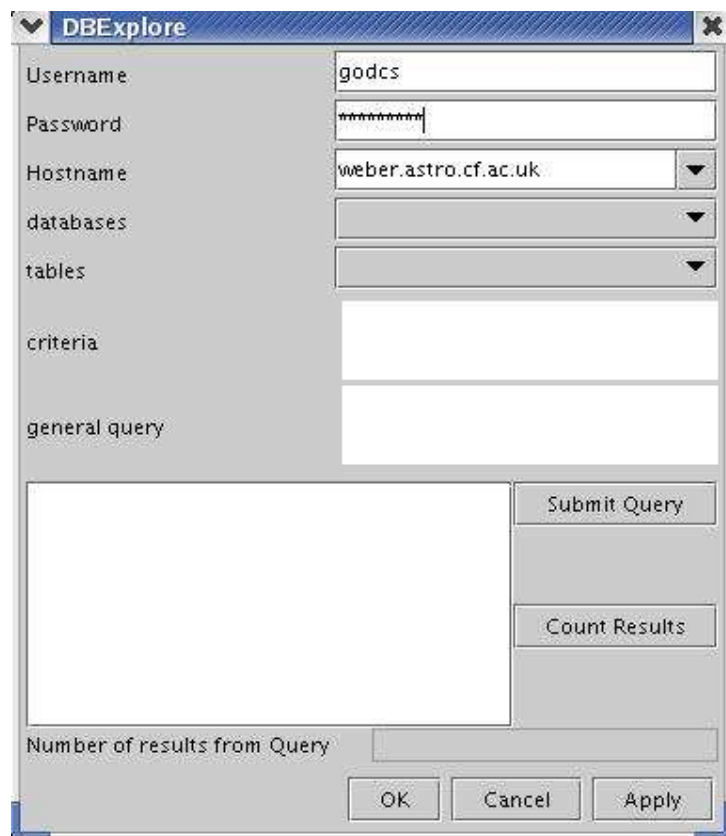 DBExplore
Username godcs
Password *********
Hostname weber.astro.cf.ac.uk
databases
tables
criteria
general query
Submit Query
Count Results
Number of results from Query
OK Cancel Apply